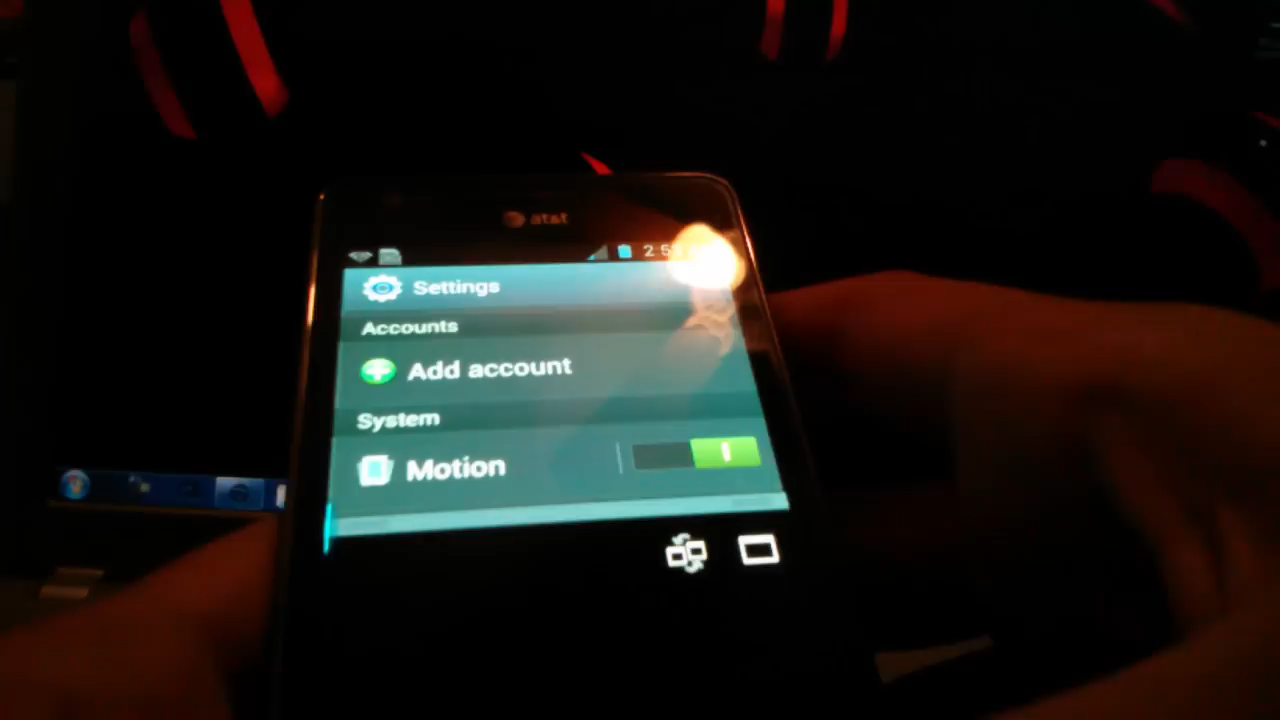 at&t
Settings
Accounts
Add account
System
Motion